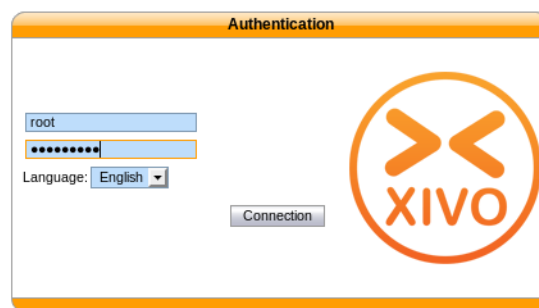 Authentication
root
•••••••••
Language: English
Connection
XIVO